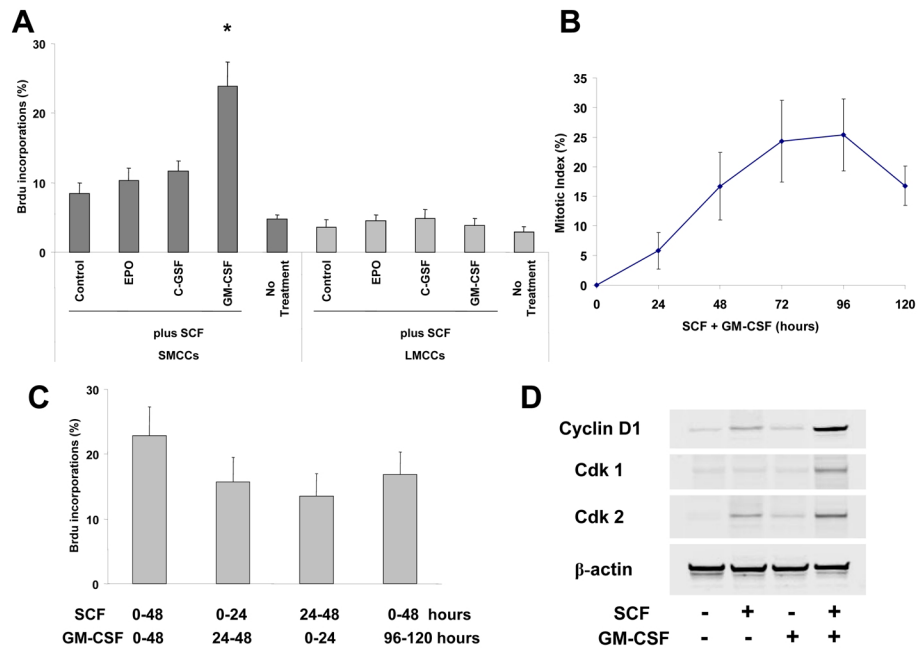 A
*
Brdu incorporations (%)
30
20
10
0
Control
EPO
C-GSF
GM-CSF
No Treatment
Control
EPO
C-GSF
GM-CSF
No Treatment
plus SCF
plus SCF
SMCCs
LMCCs
B
Mitotic Index (%)
35
30
25
20
15
10
5
0
0 24 48 72 96 120
SCF + GM-CSF (hours)
C
Brdu incorporations (%)
30
20
10
0
SCF 0-48 0-24 24-48 0-48 hours
GM-CSF 0-48 24-48 0-24 96-120 hours
D
Cyclin D1
Cdk 1
Cdk 2
β-actin
SCF - + - +
GM-CSF - - + +